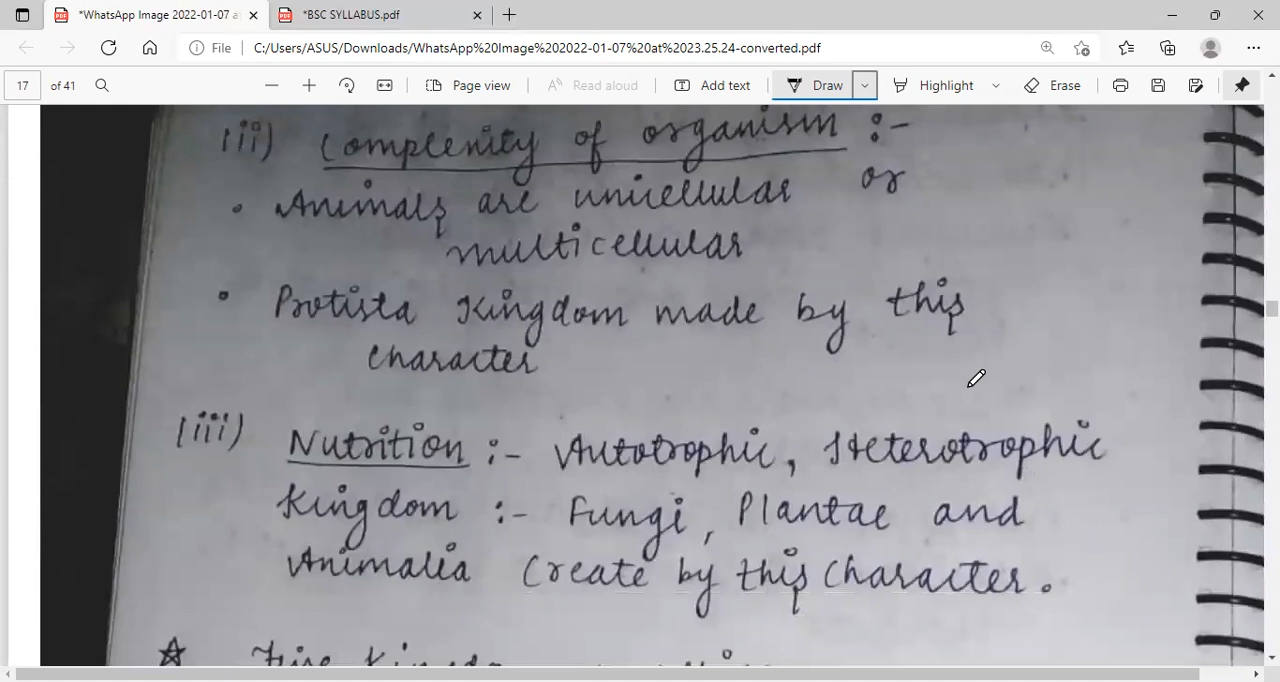 *WhatsApp Image 2022-01-07 a
*BSC SYLLABUS.pdf
File C:/Users/ASUS/Downloads/WhatsApp%20Image%202022-01-07%20at%2023.25.24-converted.pdf
17 of 41 Page view Read aloud Add text Draw Highlight Erase
(ii) Complenity of organism :-
• Animals are unicellular or
multicellular
• Protista Kingdom made by this
character
(iii) Nutrition :- Autotrophic, Heterotrophic
Kingdom :- Fungi, Plantae and
Animalia Create by this Character.